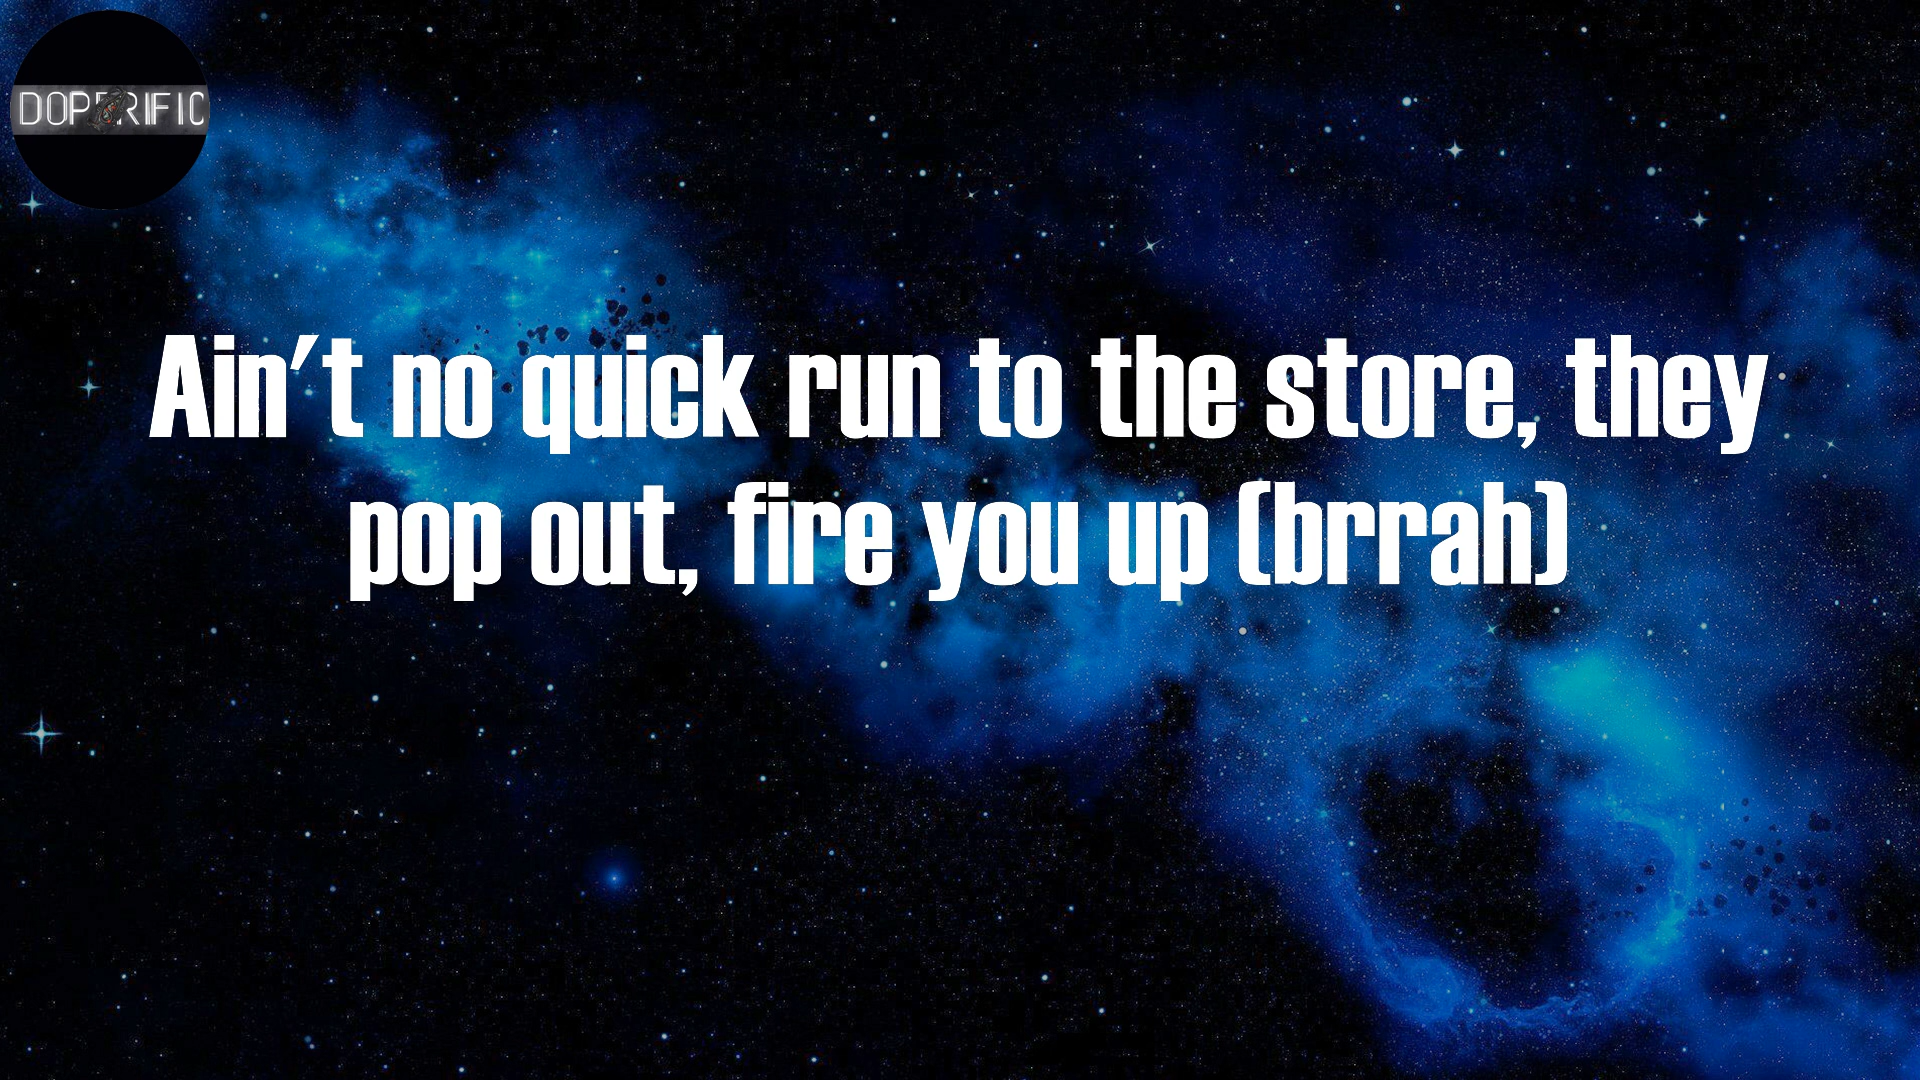 DOPERIFIC
Ain't no quick run to the store, they
pop out, fire you up (brrah)